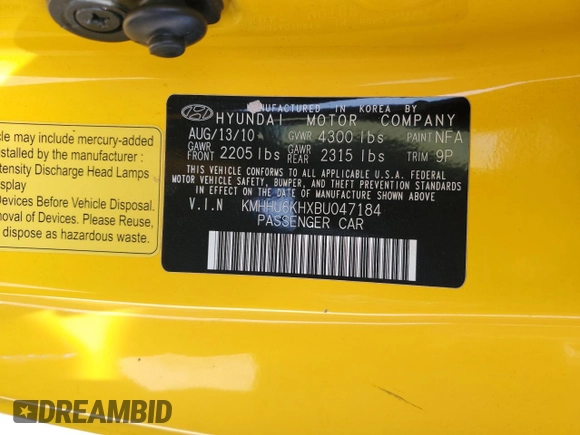 MANUFACTURED IN KOREA BY
HYUNDAI MOTOR COMPANY
AUG/13/10 GVWR 4300 lbs PAINT NFA
GAWR FRONT 2205 lbs GAWR REAR 2315 lbs TRIM 9P
THIS VEHICLE CONFORMS TO ALL APPLICABLE U.S.A. FEDERAL
MOTOR VEHICLE SAFETY, BUMPER, AND THEFT PREVENTION
STANDARDS IN EFFECT ON THE DATE OF MANUFACTURE SHOWN ABOVE.
V.I.N KMHHU6KHXBU047184
PASSENGER CAR
cle may include mercury-added
stalled by the manufacturer :
tensity Discharge Head Lamps
splay
Devices Before Vehicle Disposal.
noval of Devices. Please Reuse,
dispose as hazardous waste.
DREAMBID